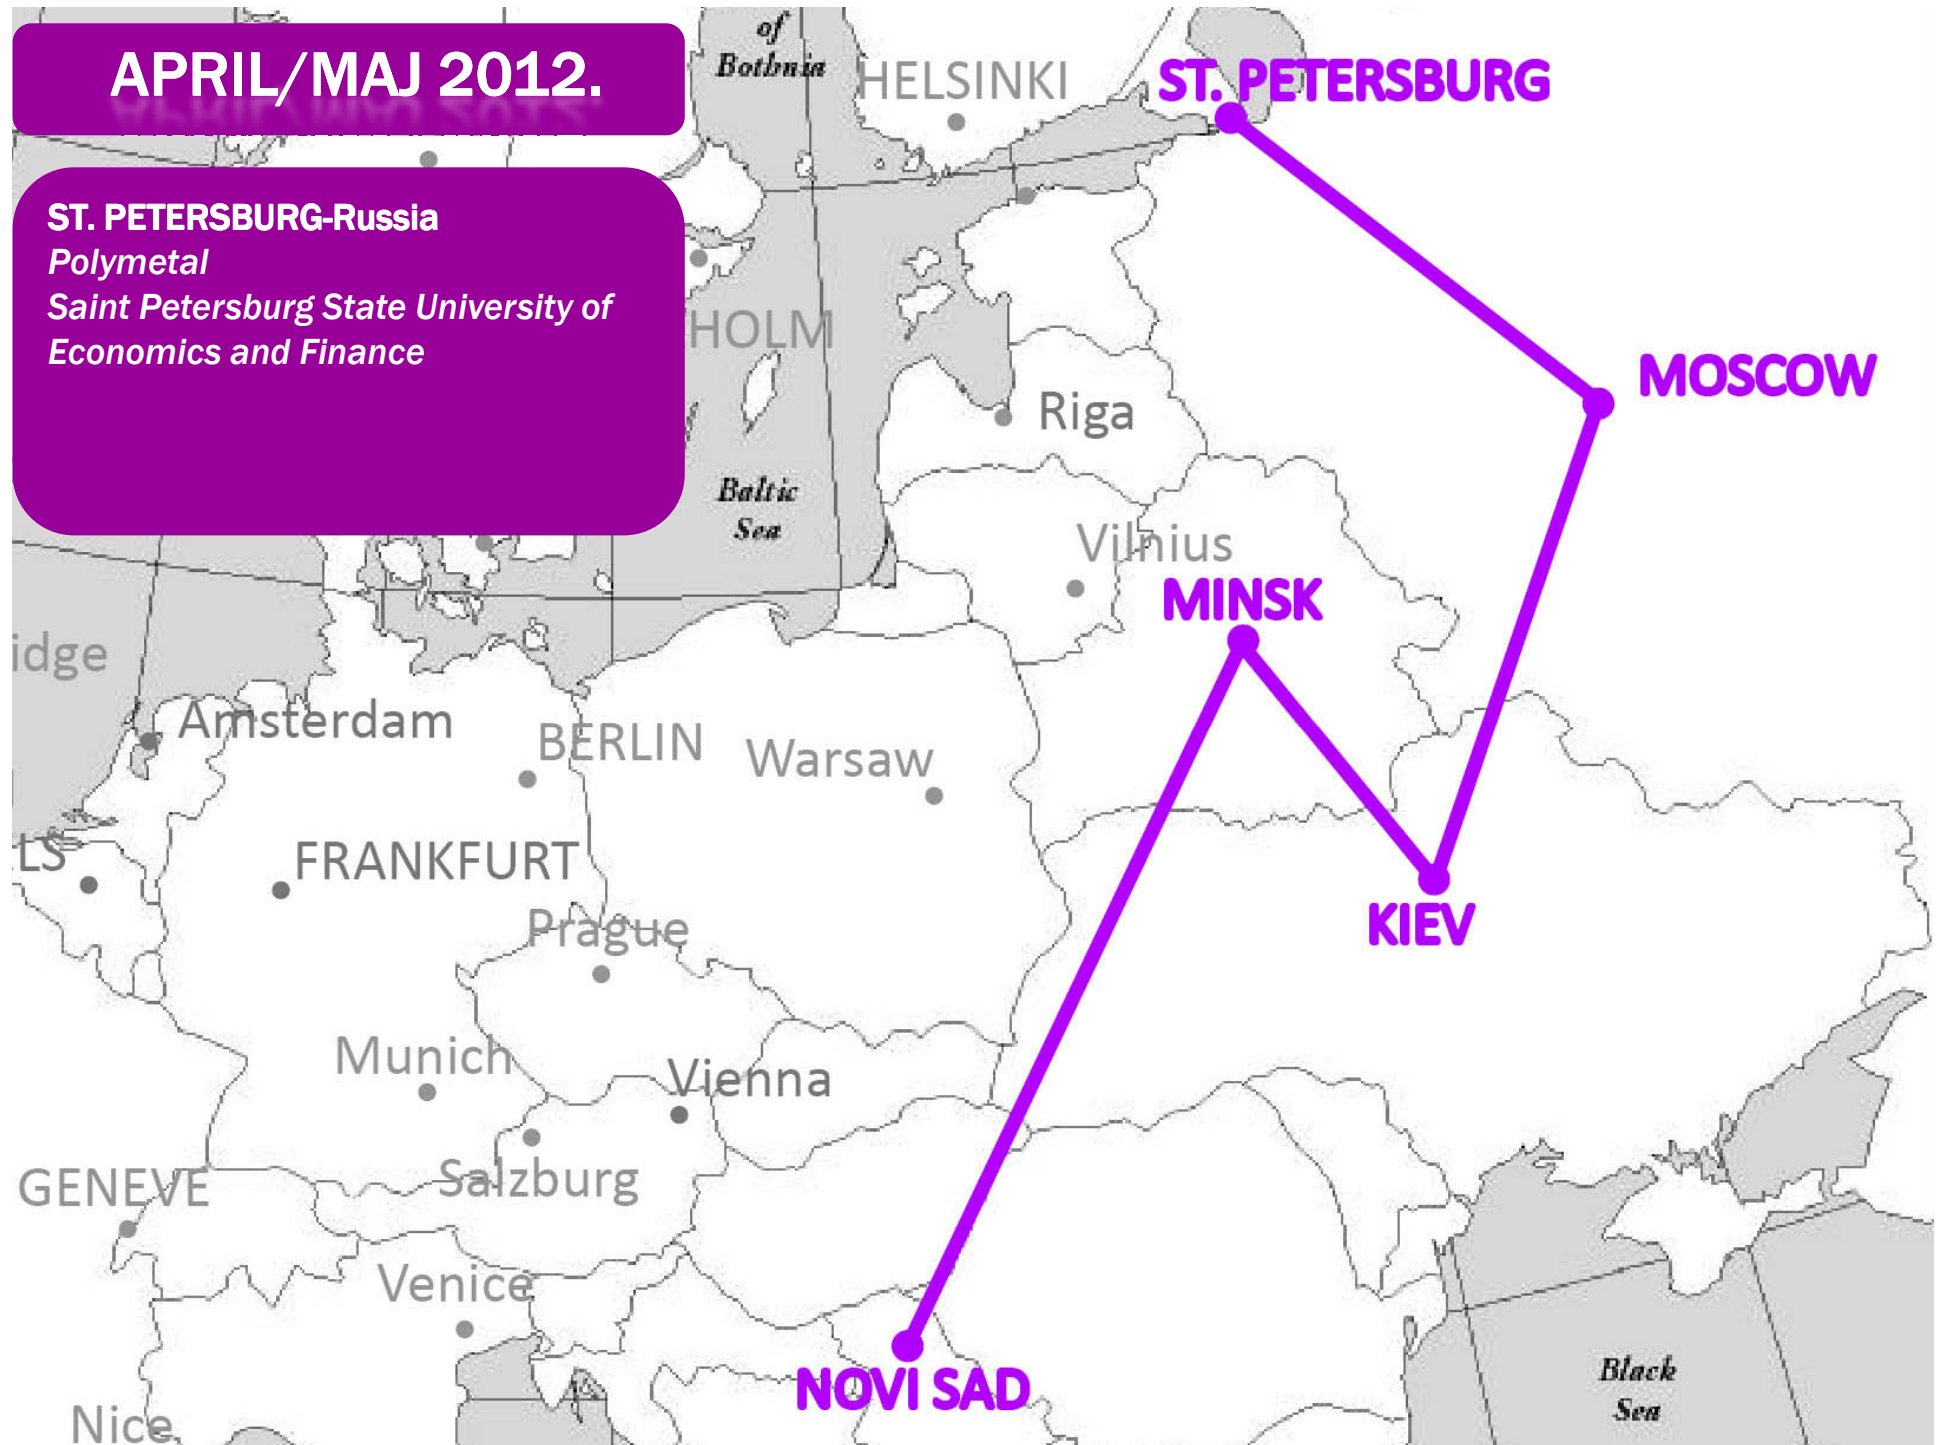 APRIL/MAJ 2012.
ST. PETERSBURG-Russia
Polymetal
Saint Petersburg State University of
Economics and Finance
of
Bothnia
HELSINKI
ST. PETERSBURG
HOLM
MOSCOW
Riga
Baltic
Sea
Vilnius
MINSK
idge
Amsterdam
BERLIN
Warsaw
LS
FRANKFURT
KIEV
Prague
Munich
Vienna
GENEVE
Salzburg
Venice
NOVI SAD
Black
Sea
Nice